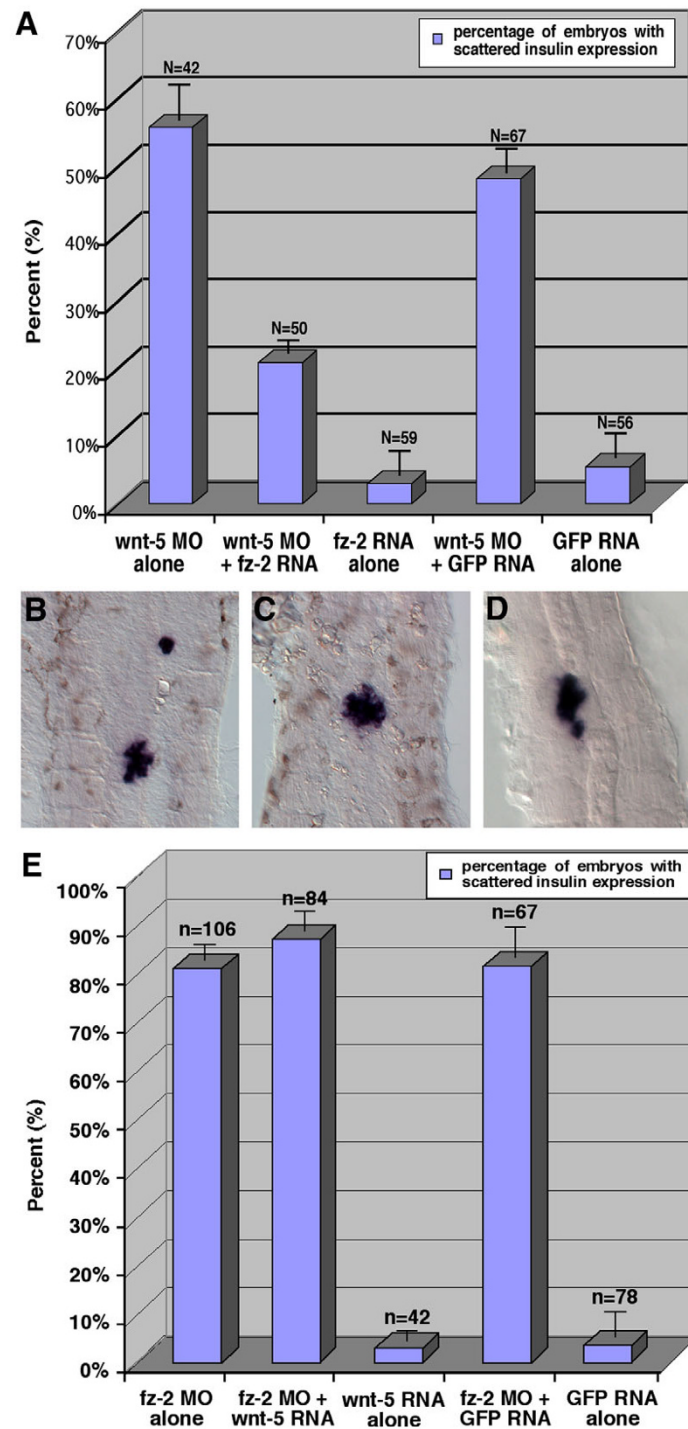 A
percentage of embryos with
scattered insulin expression
70%
60%
50%
40%
30%
20%
10%
0%
Percent (%)
N=42
N=50
N=59
N=67
N=56
wnt-5 MO
alone
wnt-5 MO
+ fz-2 RNA
fz-2 RNA
alone
wnt-5 MO
+ GFP RNA
GFP RNA
alone
B
C
D
E
percentage of embryos with
scattered insulin expression
100%
90%
80%
70%
60%
50%
40%
30%
20%
10%
0%
Percent (%)
n=106
n=84
n=42
n=67
n=78
fz-2 MO
alone
fz-2 MO +
wnt-5 RNA
wnt-5 RNA
alone
fz-2 MO +
GFP RNA
GFP RNA
alone